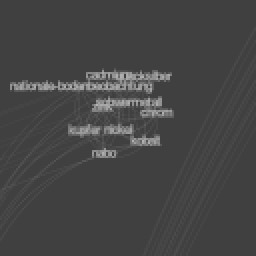 cadmium quecksilber
nationale-bodenbeobachtung
schwermetall
zink
chrom
kupfer nickel
kobalt
nabo